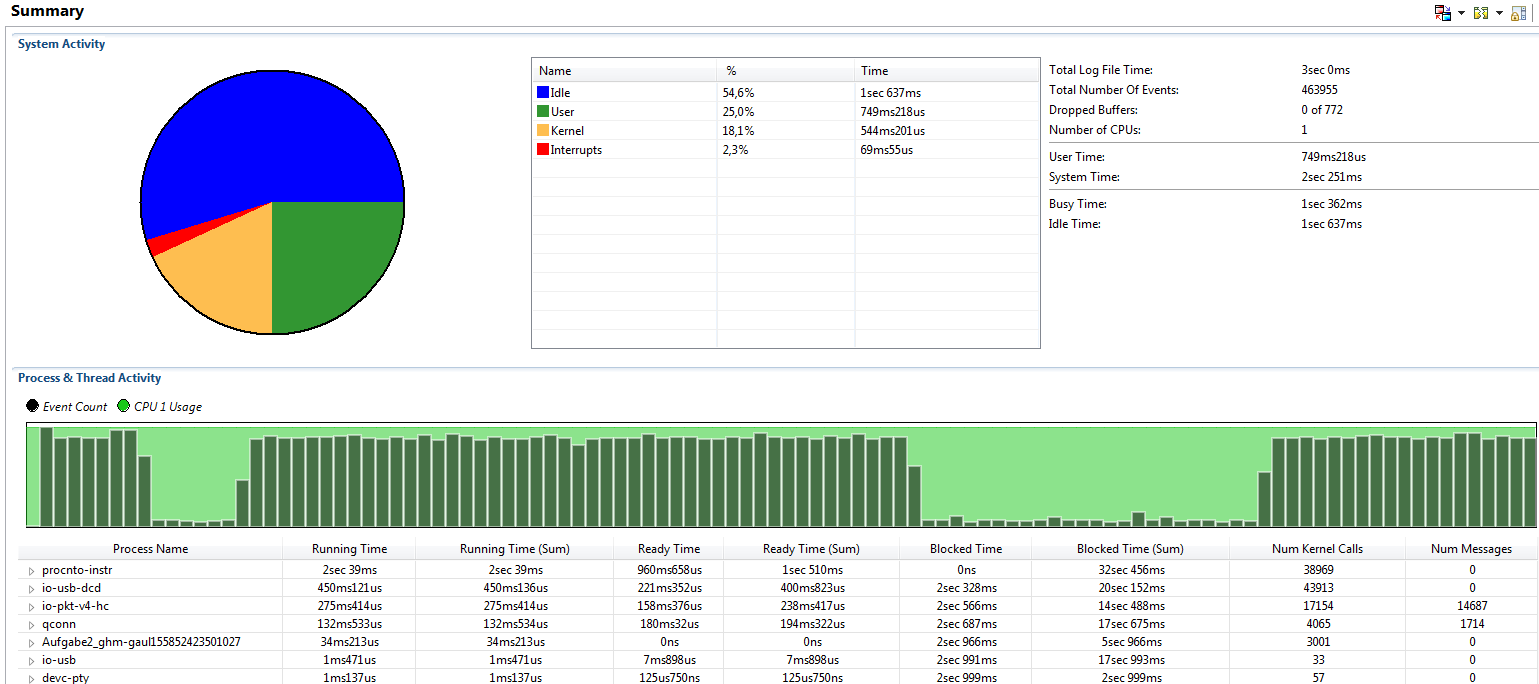 Summary
System Activity
Name % Time
Idle 54,6% 1sec 637ms
User 25,0% 749ms218us
Kernel 18,1% 544ms201us
Interrupts 2,3% 69ms55us
Total Log File Time: 3sec 0ms
Total Number Of Events: 463955
Dropped Buffers: 0 of 772
Number of CPUs: 1
User Time: 749ms218us
System Time: 2sec 251ms
Busy Time: 1sec 362ms
Idle Time: 1sec 637ms
Process & Thread Activity
Event Count CPU 1 Usage
Process Name Running Time Running Time (Sum) Ready Time Ready Time (Sum) Blocked Time Blocked Time (Sum) Num Kernel Calls Num Messages
procnto-instr 2sec 39ms 2sec 39ms 960ms658us 1sec 510ms 0ns 32sec 456ms 38969 0
io-usb-dcd 450ms121us 450ms136us 221ms352us 400ms823us 2sec 328ms 20sec 152ms 43913 0
io-pkt-v4-hc 275ms414us 275ms414us 158ms376us 238ms417us 2sec 566ms 14sec 488ms 17154 14687
qconn 132ms533us 132ms534us 180ms32us 194ms322us 2sec 687ms 17sec 675ms 4065 1714
Aufgabe2_ghm-gaul155852423501027 34ms213us 34ms213us 0ns 0ns 2sec 966ms 5sec 966ms 3001 0
io-usb 1ms471us 1ms471us 7ms898us 7ms898us 2sec 991ms 17sec 993ms 33 0
devc-pty 1ms137us 1ms137us 125us750ns 125us750ns 2sec 999ms 2sec 999ms 57 0